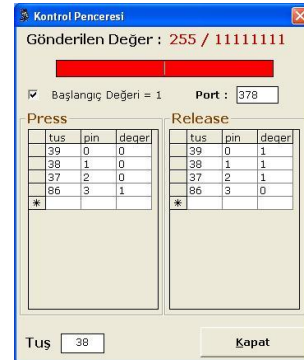 Kontrol Penceresi
Gönderilen Değer : 255 / 11111111
Başlangıç Değeri = 1 Port : 378
Press
tus pin deger
39 0 0
38 1 0
37 2 0
86 3 1
Release
tus pin deger
39 0 1
38 1 1
37 2 1
86 3 0
Tuş 38
Kapat